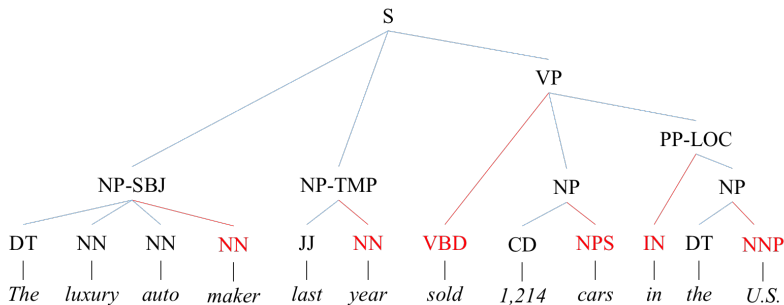 S
VP
PP-LOC
NP-SBJ NP-TMP NP NP
DT NN NN NN JJ NN VBD CD NPS IN DT NNP
The luxury auto maker last year sold 1,214 cars in the U.S.